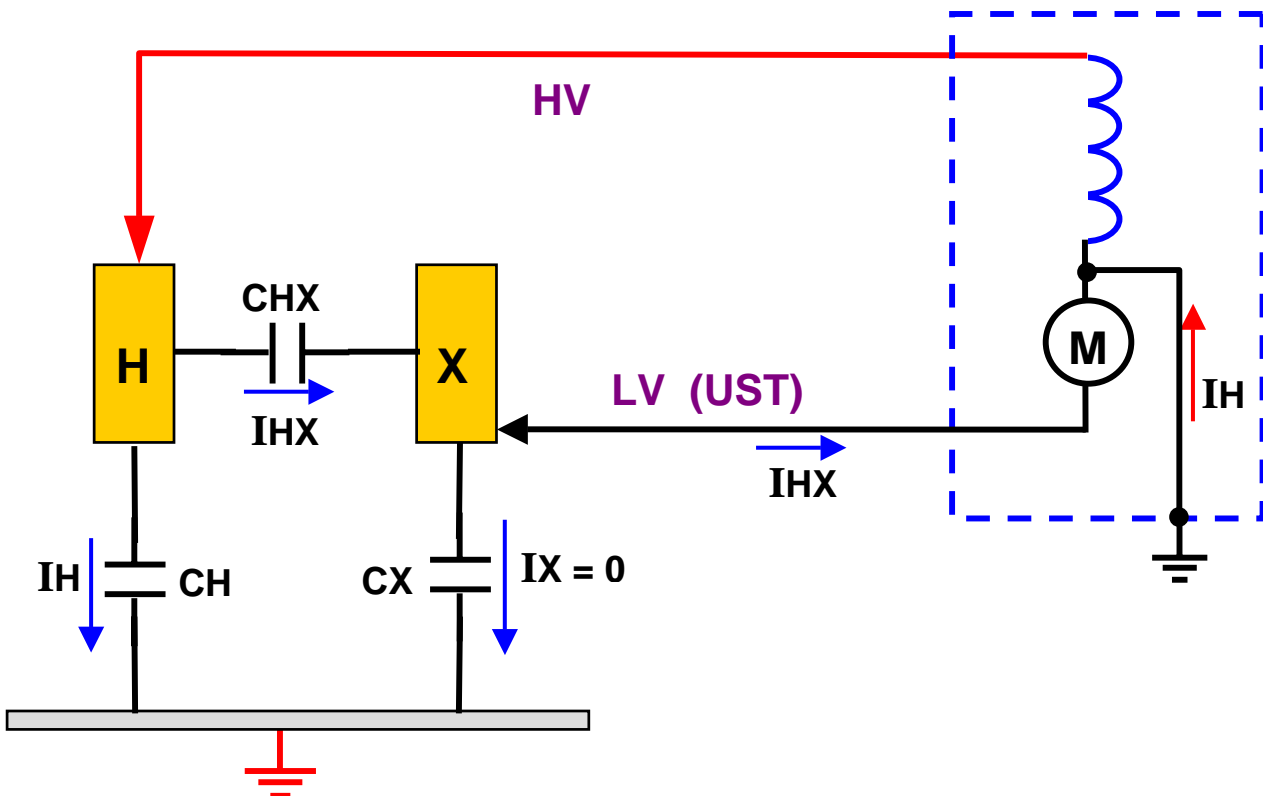 HV
CHX
H
X
M
LV (UST)
IHX
IH
IHX
IH
CH
CX
IX = 0